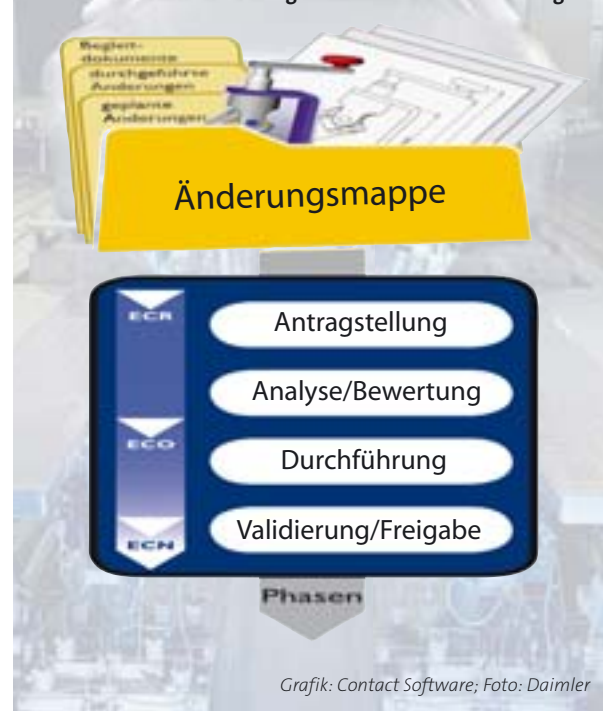 Begleit-
dokumente
durchgeführte
Änderungen
geplante
Änderungen
Änderungsmappe
ECR
Antragstellung
Analyse/Bewertung
ECO
Durchführung
Validierung/Freigabe
ECN
Phasen
Grafik: Contact Software; Foto: Daimler